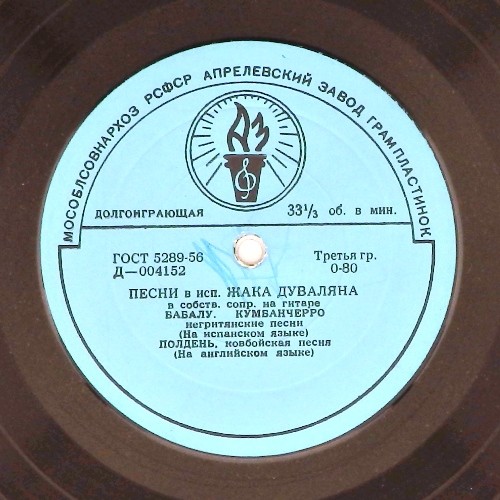 МОСОБЛСОВНАРХОЗ РСФСР АПРЕЛЕВСКИЙ ЗАВОД ГРАМПЛАСТИНОК
АЗ
ДОЛГОИГРАЮЩАЯ 33⅓ об. в мин.
ГОСТ 5289-56 Третья гр.
Д—004152 0-80
ПЕСНИ в исп. ЖАКА ДУВАЛЯНА
в собств. сопр. на гитаре
БАБАЛУ. КУМБАНЧЕРРО
негритянские песни
(На испанском языке)
ПОЛДЕНЬ, ковбойская песня
(На английском языке)